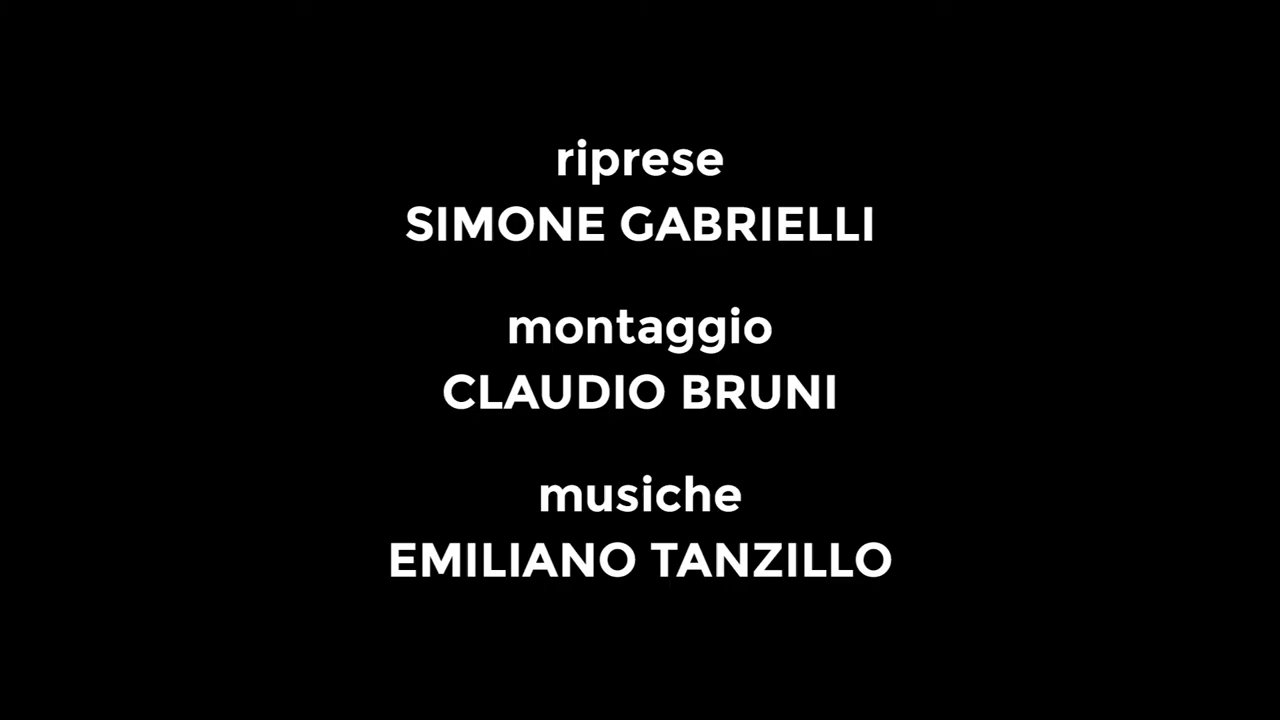 riprese
SIMONE GABRIELLI
montaggio
CLAUDIO BRUNI
musiche
EMILIANO TANZILLO